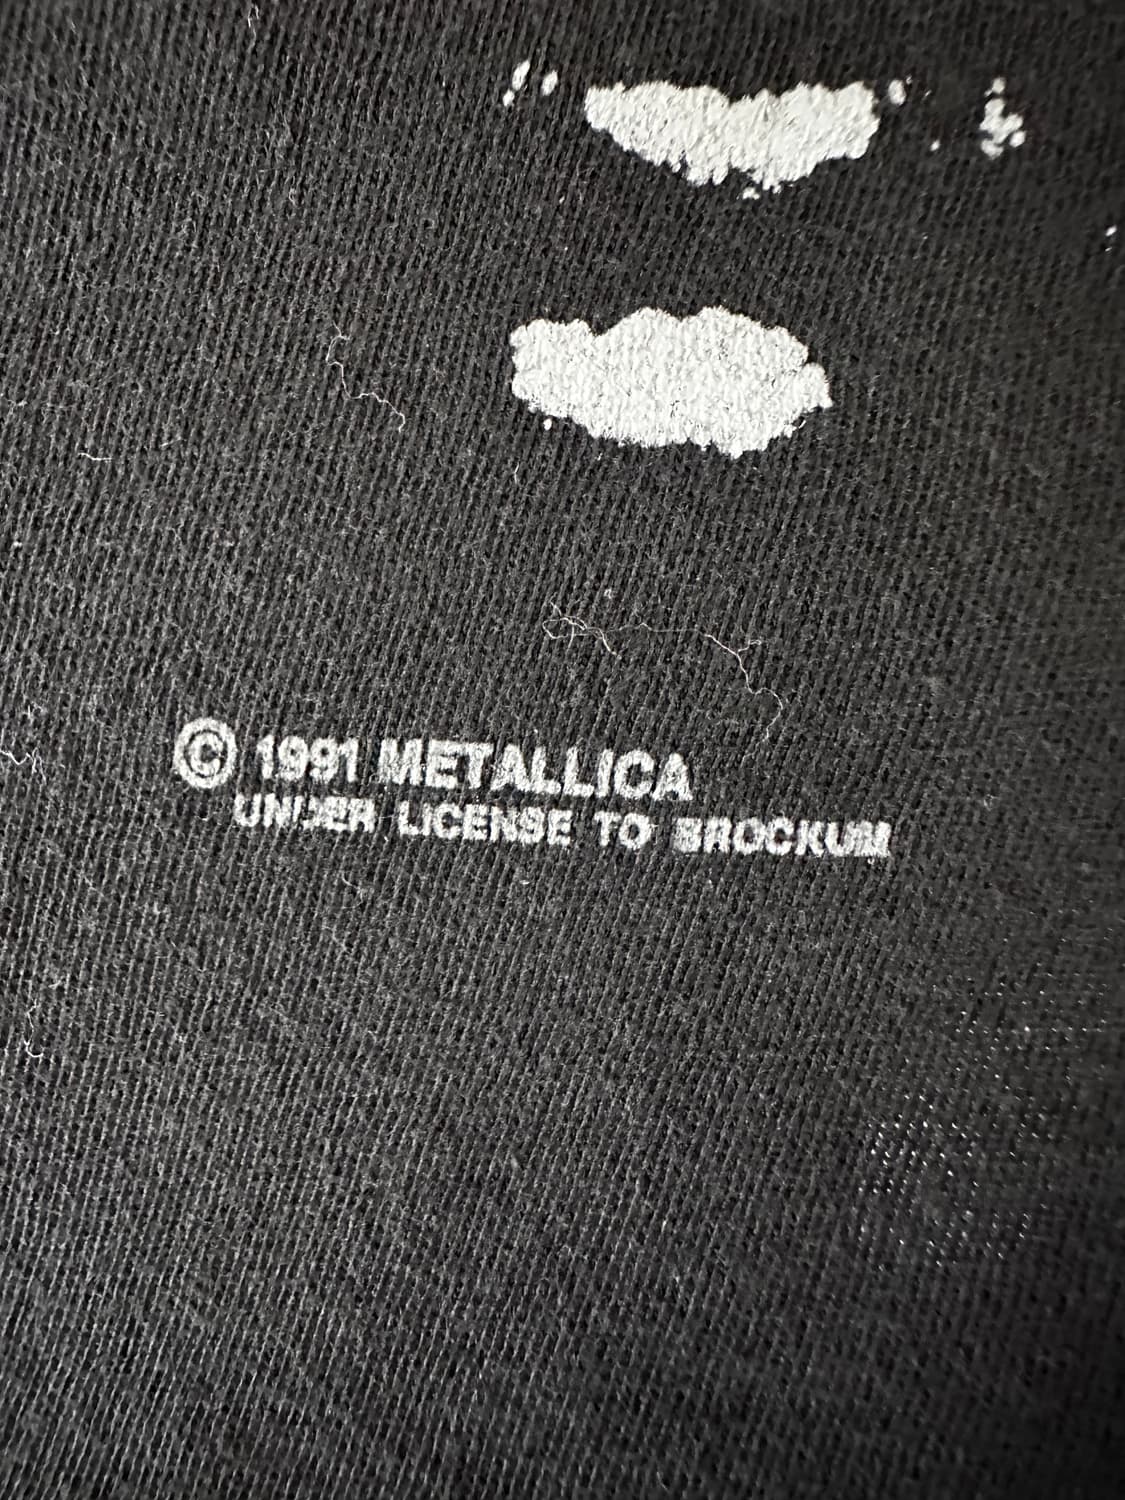 © 1991 METALLICA
UNDER LICENSE TO BROCKUM